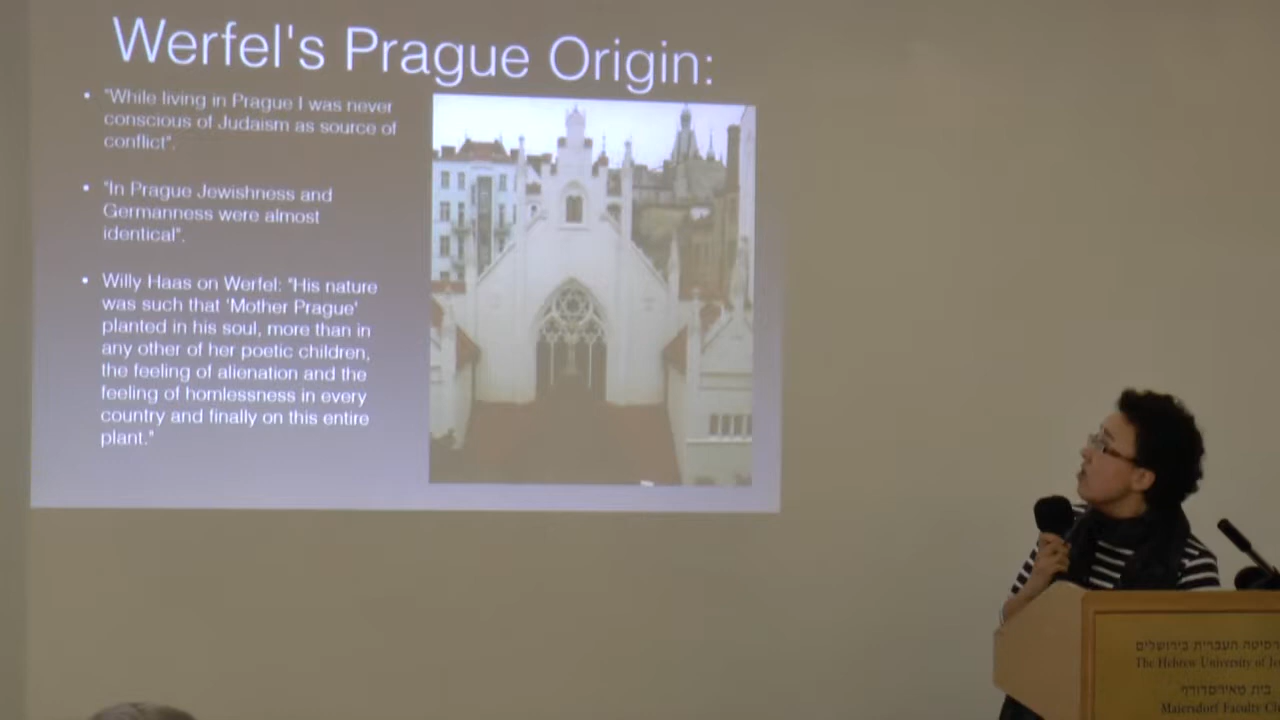 Werfel's Prague Origin:
• "While living in Prague I was never
conscious of Judaism as source of
conflict".
• "In Prague Jewishness and
Germanness were almost
identical".
• Willy Haas on Werfel: "His nature
was such that 'Mother Prague'
planted in his soul, more than in
any other of her poetic children,
the feeling of alienation and the
feeling of homlessness in every
country and finally on this entire
plant."
העברית בירושלים
The Hebrew University of
בית מאירסדורף
Maiersdorf Faculty